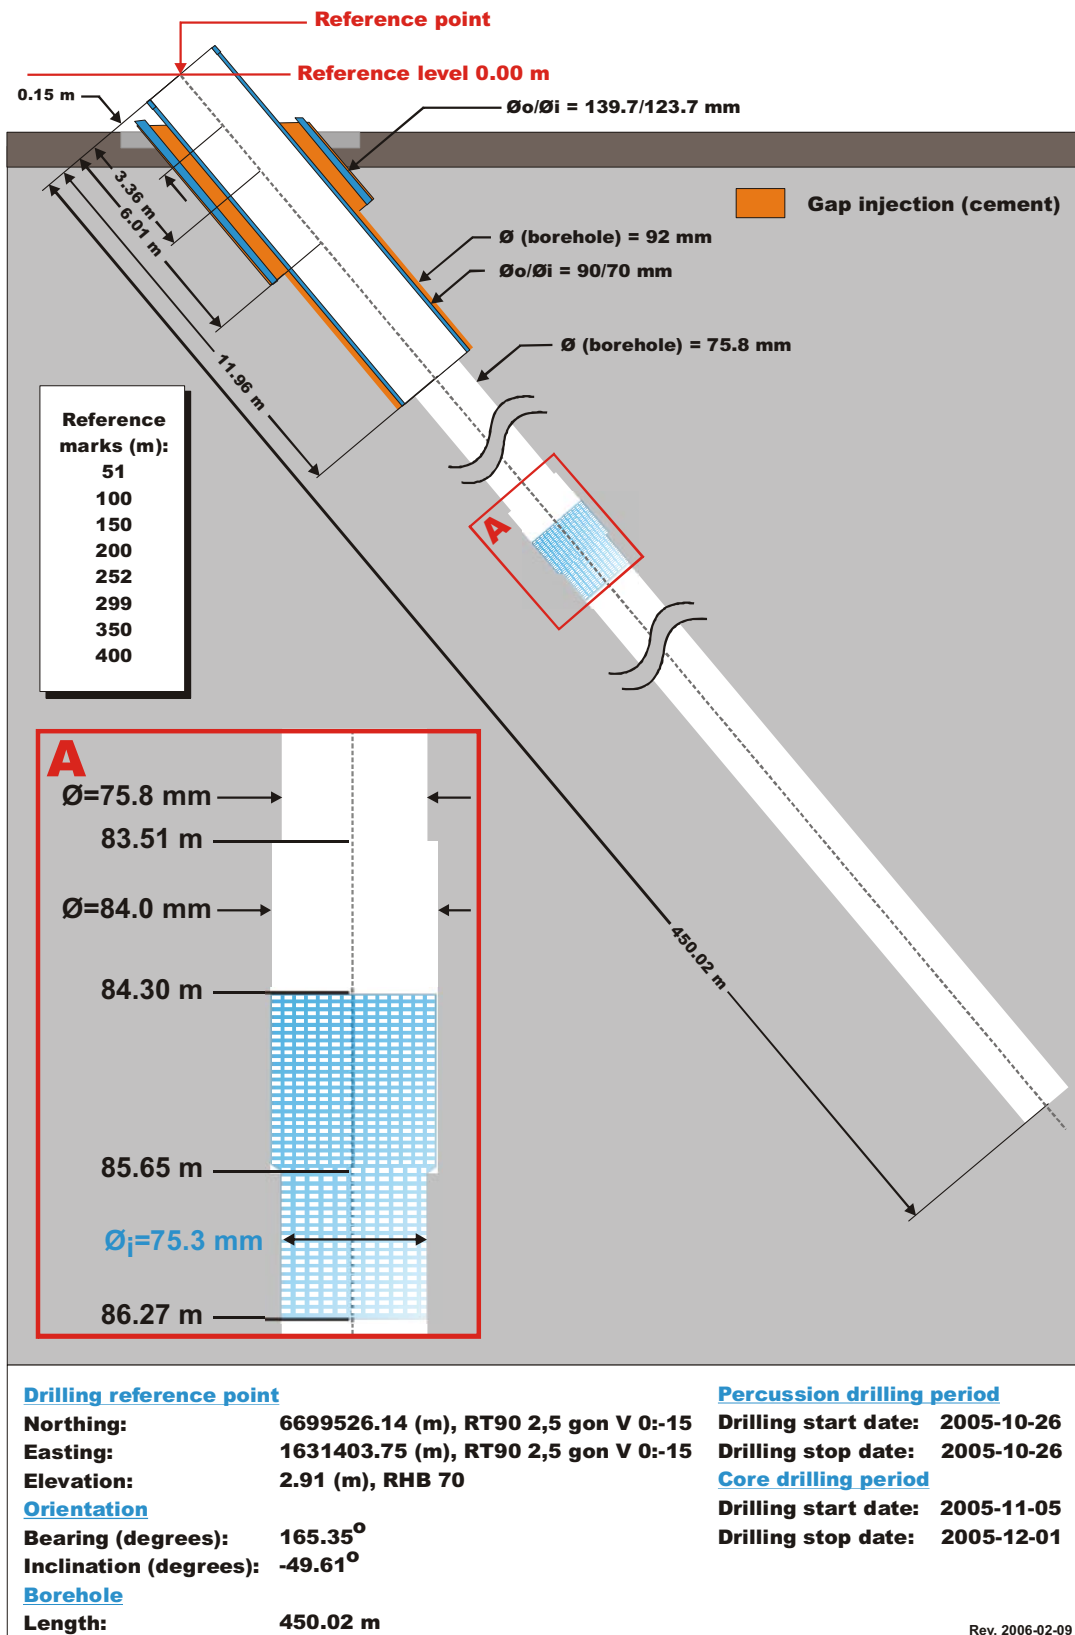 Reference point
Reference level 0.00 m
0.15 m
Øo/Øi = 139.7/123.7 mm
3.36 m
6.01 m
11.96 m
450.02 m
Gap injection (cement)
Ø (borehole) = 92 mm
Øo/Øi = 90/70 mm
Ø (borehole) = 75.8 mm
Reference
marks (m):
51
100
150
200
252
299
350
400
A
A
Ø=75.8 mm
83.51 m
Ø=84.0 mm
84.30 m
85.65 m
Øi=75.3 mm
86.27 m
Drilling reference point
Northing: 6699526.14 (m), RT90 2,5 gon V 0:-15
Easting: 1631403.75 (m), RT90 2,5 gon V 0:-15
Elevation: 2.91 (m), RHB 70
Orientation
Bearing (degrees): 165.35°
Inclination (degrees): -49.61°
Borehole
Length: 450.02 m
Percussion drilling period
Drilling start date: 2005-10-26
Drilling stop date: 2005-10-26
Core drilling period
Drilling start date: 2005-11-05
Drilling stop date: 2005-12-01
Rev. 2006-02-09